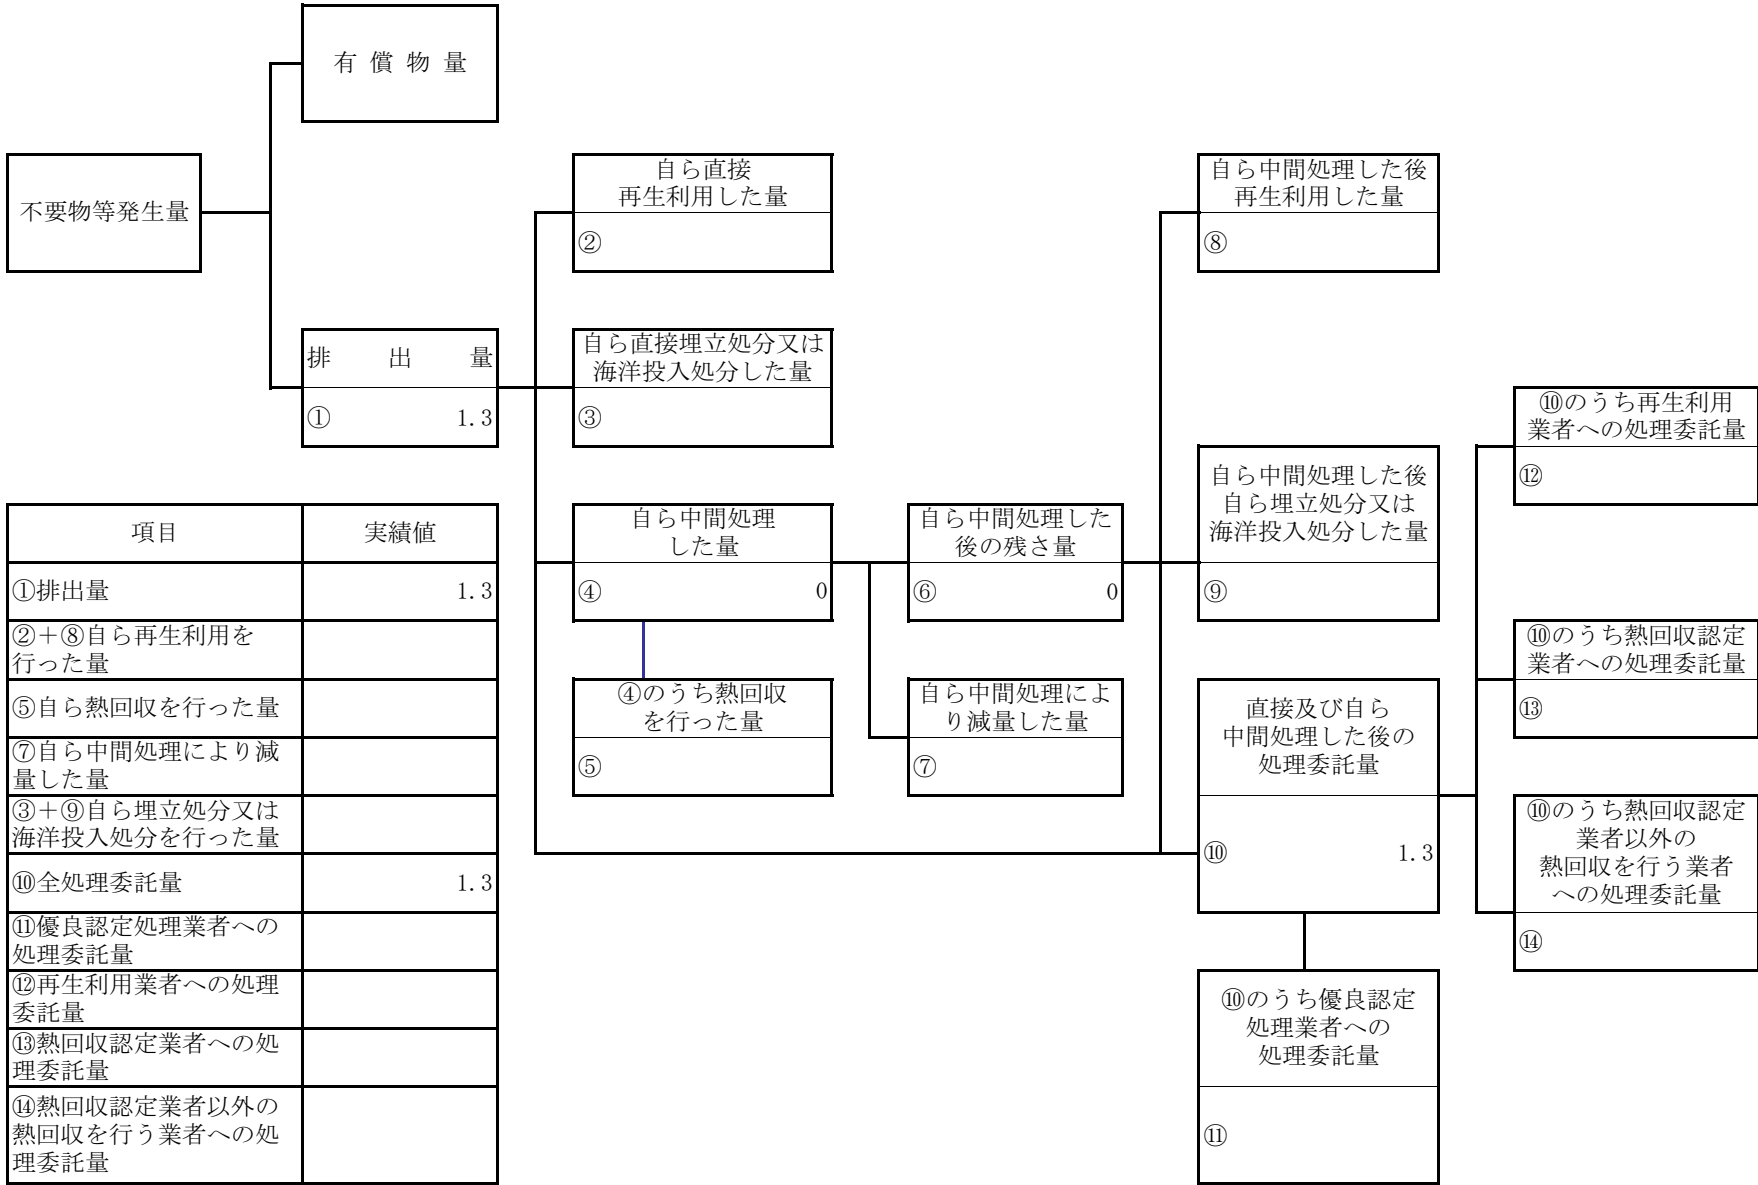 有償物量
不要物等発生量
自ら直接
再生利用した量
②
自ら中間処理した後
再生利用した量
⑧
排出量
① 1.3
自ら直接埋立処分又は
海洋投入処分した量
③
⑩のうち再生利用
業者への処理委託量
⑫
自ら中間処理した後
自ら埋立処分又は
海洋投入処分した量
⑨
自ら中間処理
した量
④ 0
自ら中間処理した
後の残さ量
⑥ 0
⑩のうち熱回収認定
業者への処理委託量
⑬
④のうち熱回収
を行った量
⑤
自ら中間処理によ
り減量した量
⑦
直接及び自ら
中間処理した後の
処理委託量
⑩ 1.3
⑩のうち熱回収認定
業者以外の
熱回収を行う業者
への処理委託量
⑭
⑩のうち優良認定
処理業者への
処理委託量
⑪
項目 実績値
①排出量 1.3
②＋⑧自ら再生利用を
行った量
⑤自ら熱回収を行った量
⑦自ら中間処理により減
量した量
③＋⑨自ら埋立処分又は
海洋投入処分を行った量
⑩全処理委託量 1.3
⑪優良認定処理業者への
処理委託量
⑫再生利用業者への処理
委託量
⑬熱回収認定業者への処
理委託量
⑭熱回収認定業者以外の
熱回収を行う業者への処
理委託量